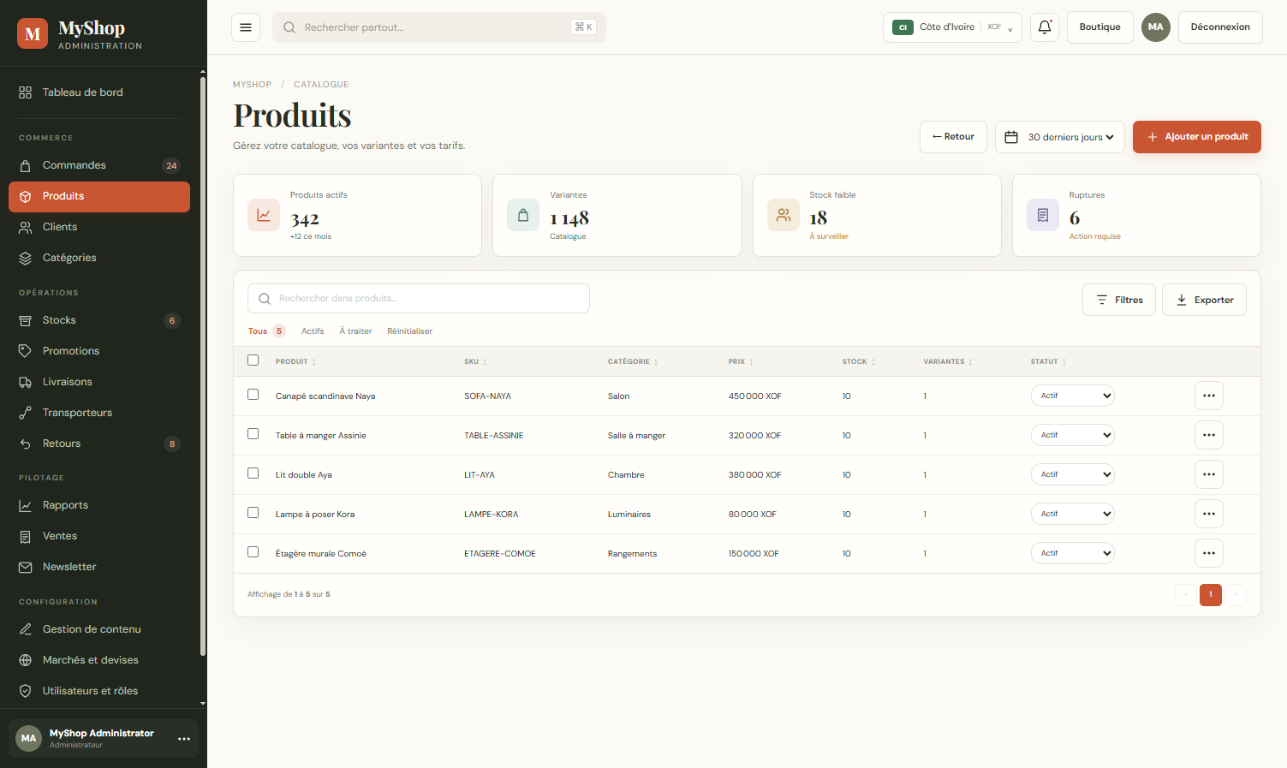 M MyShop
ADMINISTRATION
Tableau de bord
COMMERCE
Commandes 24
Produits
Clients
Catégories
OPÉRATIONS
Stocks 6
Promotions
Livraisons
Transporteurs
Retours 8
PILOTAGE
Rapports
Ventes
Newsletter
CONFIGURATION
Gestion de contenu
Marchés et devises
Utilisateurs et rôles
MA MyShop Administrator
Administrateur
Rechercher partout... ⌘ K
CI Côte d'Ivoire XOF
Boutique
MA
Déconnexion
MYSHOP / CATALOGUE
Produits
Gérez votre catalogue, vos variantes et vos tarifs.
← Retour
30 derniers jours
+ Ajouter un produit
Produits actifs
342
+12 ce mois
Variantes
1 148
Catalogue
Stock faible
18
À surveiller
Ruptures
6
Action requise
Rechercher dans produits...
Filtres
Exporter
Tous 5 Actifs À traiter Réinitialiser
PRODUIT SKU CATÉGORIE PRIX STOCK VARIANTES STATUT
Canapé scandinave Naya SOFA-NAYA Salon 450 000 XOF 10 1 Actif
Table à manger Assinie TABLE-ASSINIE Salle à manger 320 000 XOF 10 1 Actif
Lit double Aya LIT-AYA Chambre 380 000 XOF 10 1 Actif
Lampe à poser Kora LAMPE-KORA Luminaires 80 000 XOF 10 1 Actif
Étagère murale Comoé ETAGERE-COMOE Rangements 150 000 XOF 10 1 Actif
Affichage de 1 à 5 sur 5
‹ 1 ›